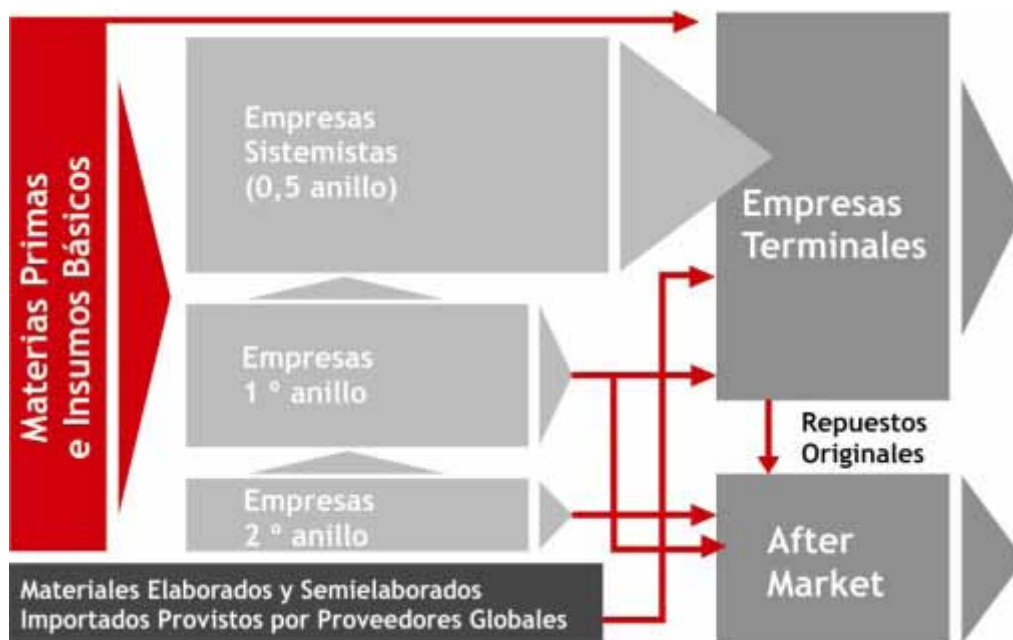 Materias Primas
e Insumos Básicos
Empresas
Sistemistas
(0,5 anillo)
Empresas
1 º anillo
Empresas
2 º anillo
Materiales Elaborados y Semielaborados
Importados Provistos por Proveedores Globales
Empresas
Terminales
Repuestos
Originales
After
Market